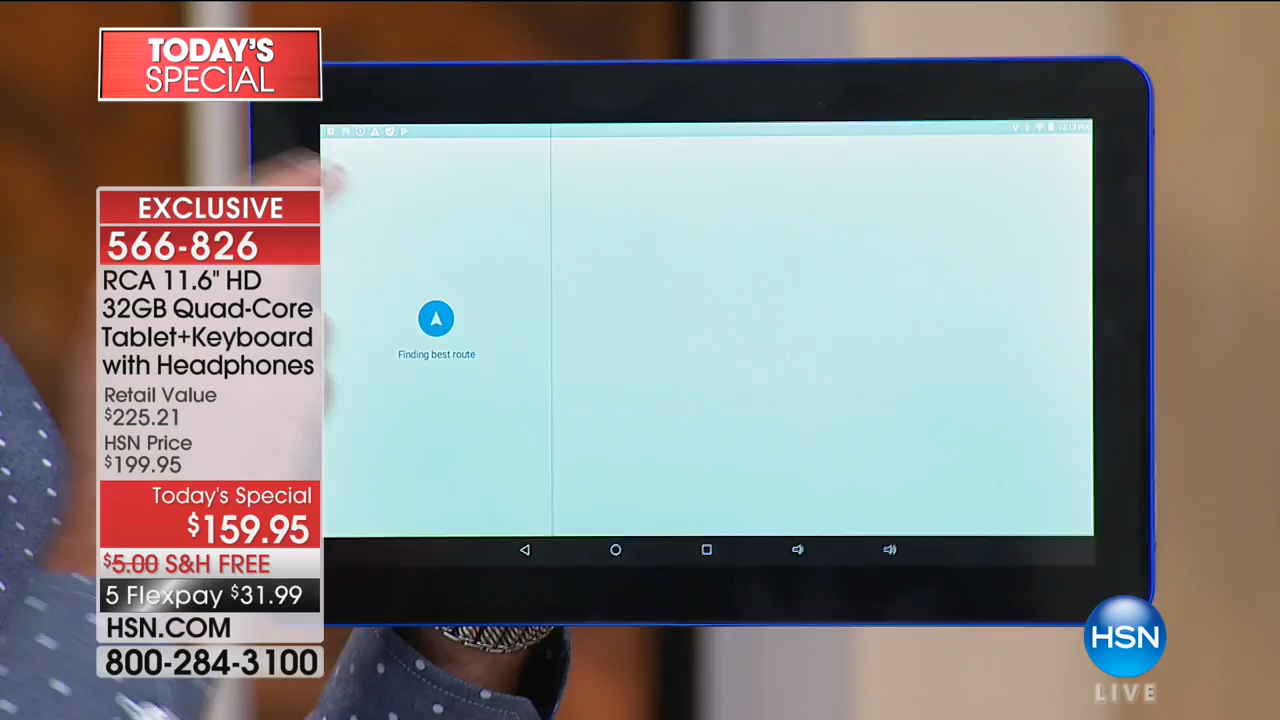 TODAY'S
SPECIAL
EXCLUSIVE
566-826
RCA 11.6" HD
32GB Quad-Core
Tablet+Keyboard
with Headphones
Retail Value
$225.21
HSN Price
$199.95
Today's Special
$159.95
$5.00 S&H FREE
5 Flexpay $31.99
HSN.COM
800-284-3100
Finding best route
HSN
LIVE